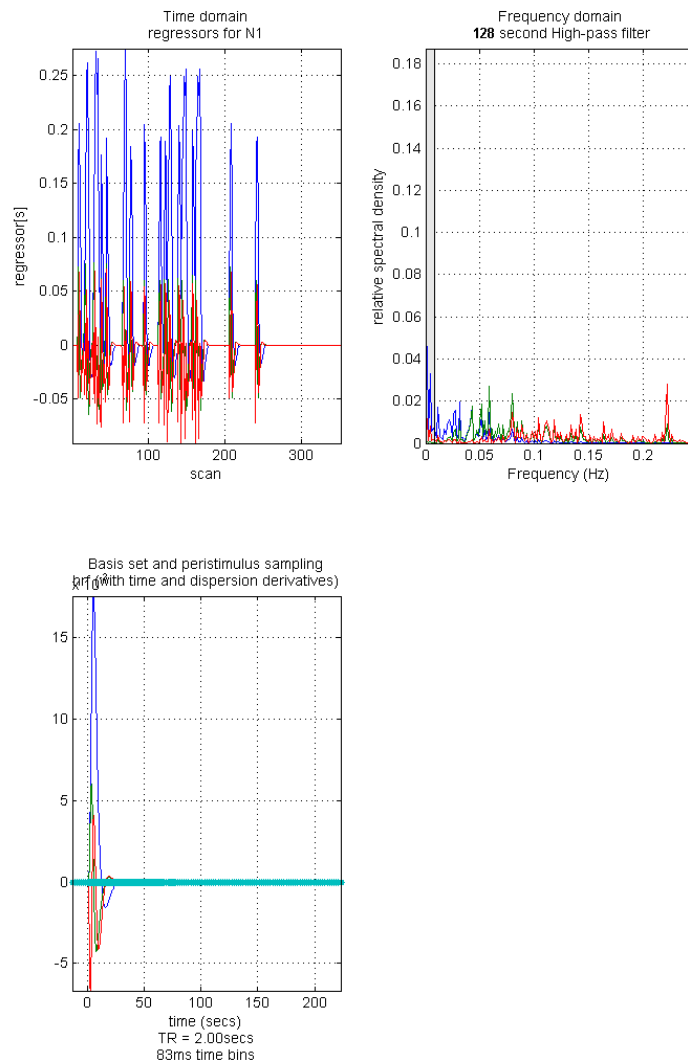 Time domain
regressors for N1
0.25
0.2
0.15
0.1
0.05
0
-0.05
regressor[s]
100
200
300
scan
Frequency domain
128 second High-pass filter
0.18
0.16
0.14
0.12
0.1
0.08
0.06
0.04
0.02
0
relative spectral density
0
0.05
0.1
0.15
0.2
Frequency (Hz)
Basis set and peristimulus sampling
hrf (with time and dispersion derivatives)
x 10
15
10
5
0
-5
0
50
100
150
200
time (secs)
TR = 2.00secs
83ms time bins